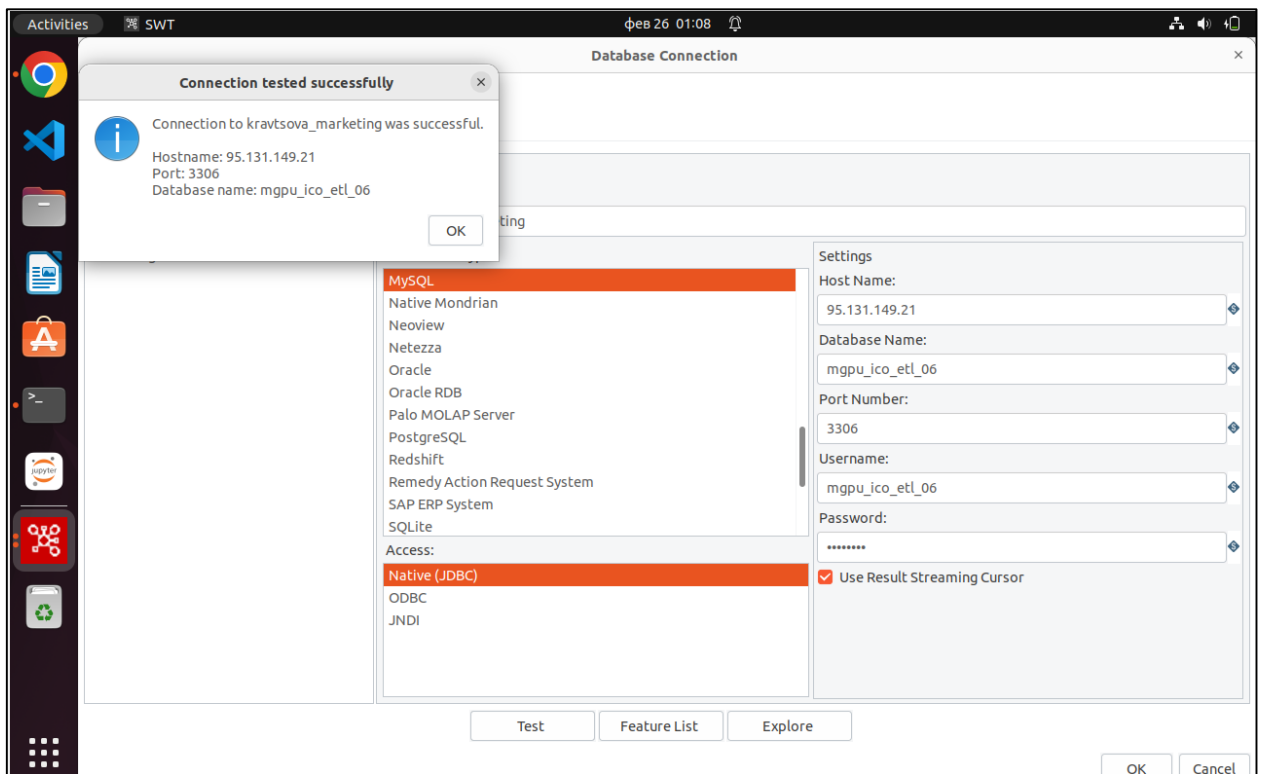 Activities SWT фев 26 01:08
Database Connection
Connection tested successfully
Connection to kravtsova_marketing was successful.
Hostname: 95.131.149.21
Port: 3306
Database name: mgpu_ico_etl_06
OK
ting
MySQL
Native Mondrian
Neoview
Netezza
Oracle
Oracle RDB
Palo MOLAP Server
PostgreSQL
Redshift
Remedy Action Request System
SAP ERP System
SQLite
Access:
Native (JDBC)
ODBC
JNDI
Settings
Host Name:
95.131.149.21
Database Name:
mgpu_ico_etl_06
Port Number:
3306
Username:
mgpu_ico_etl_06
Password:
••••••••
Use Result Streaming Cursor
Test Feature List Explore
OK Cancel
jupyter